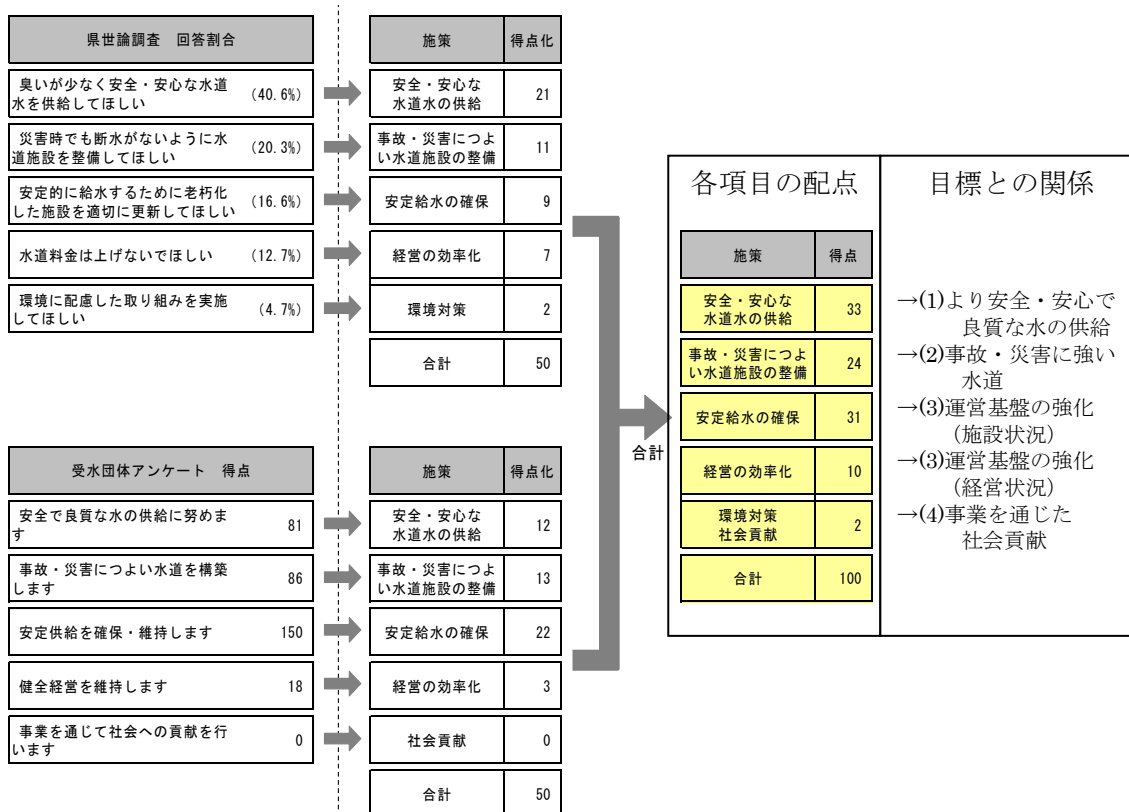 県世論調査　回答割合
臭いが少なく安全・安心な水道
水を供給してほしい
(40.6%)
災害時でも断水がないように水
道施設を整備してほしい
(20.3%)
安定的に給水するために老朽化
した施設を適切に更新してほしい
(16.6%)
水道料金は上げないでほしい
(12.7%)
環境に配慮した取り組みを実施
してほしい
(4.7%)
施策
得点化
安全・安心な
水道水の供給
21
事故・災害につよ
い水道施設の整備
11
安定給水の確保
9
経営の効率化
7
環境対策
2
合計
50
受水団体アンケート　得点
安全で良質な水の供給に努めま
す
81
事故・災害につよい水道を構築
します
86
安定供給を確保・維持します
150
健全経営を維持します
18
事業を通じて社会への貢献を行
います
0
施策
得点化
安全・安心な
水道水の供給
12
事故・災害につよ
い水道施設の整備
13
安定給水の確保
22
経営の効率化
3
社会貢献
0
合計
50
合計
各項目の配点
施策
得点
安全・安心な
水道水の供給
33
事故・災害につよ
い水道施設の整備
24
安定給水の確保
31
経営の効率化
10
環境対策
社会貢献
2
合計
100
目標との関係
→(1)より安全・安心で
良質な水の供給
→(2)事故・災害に強い
水道
→(3)運営基盤の強化
(施設状況)
→(3)運営基盤の強化
(経営状況)
→(4)事業を通じた
社会貢献